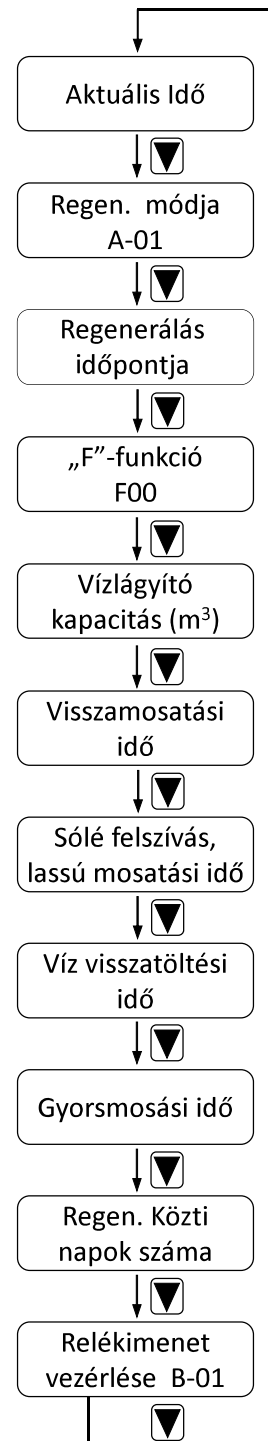 Aktuális Idő
Regen. módja
A-01
Regenerálás
időpontja
„F”-funkció
F00
Vízlágyító
kapacitás (m³)
Visszamosatási
idő
Sólé felszívás,
lassú mosatási idő
Víz visszatöltési
idő
Gyorsmosási idő
Regen. Közti
napok száma
Relékimenet
vezérlése B-01